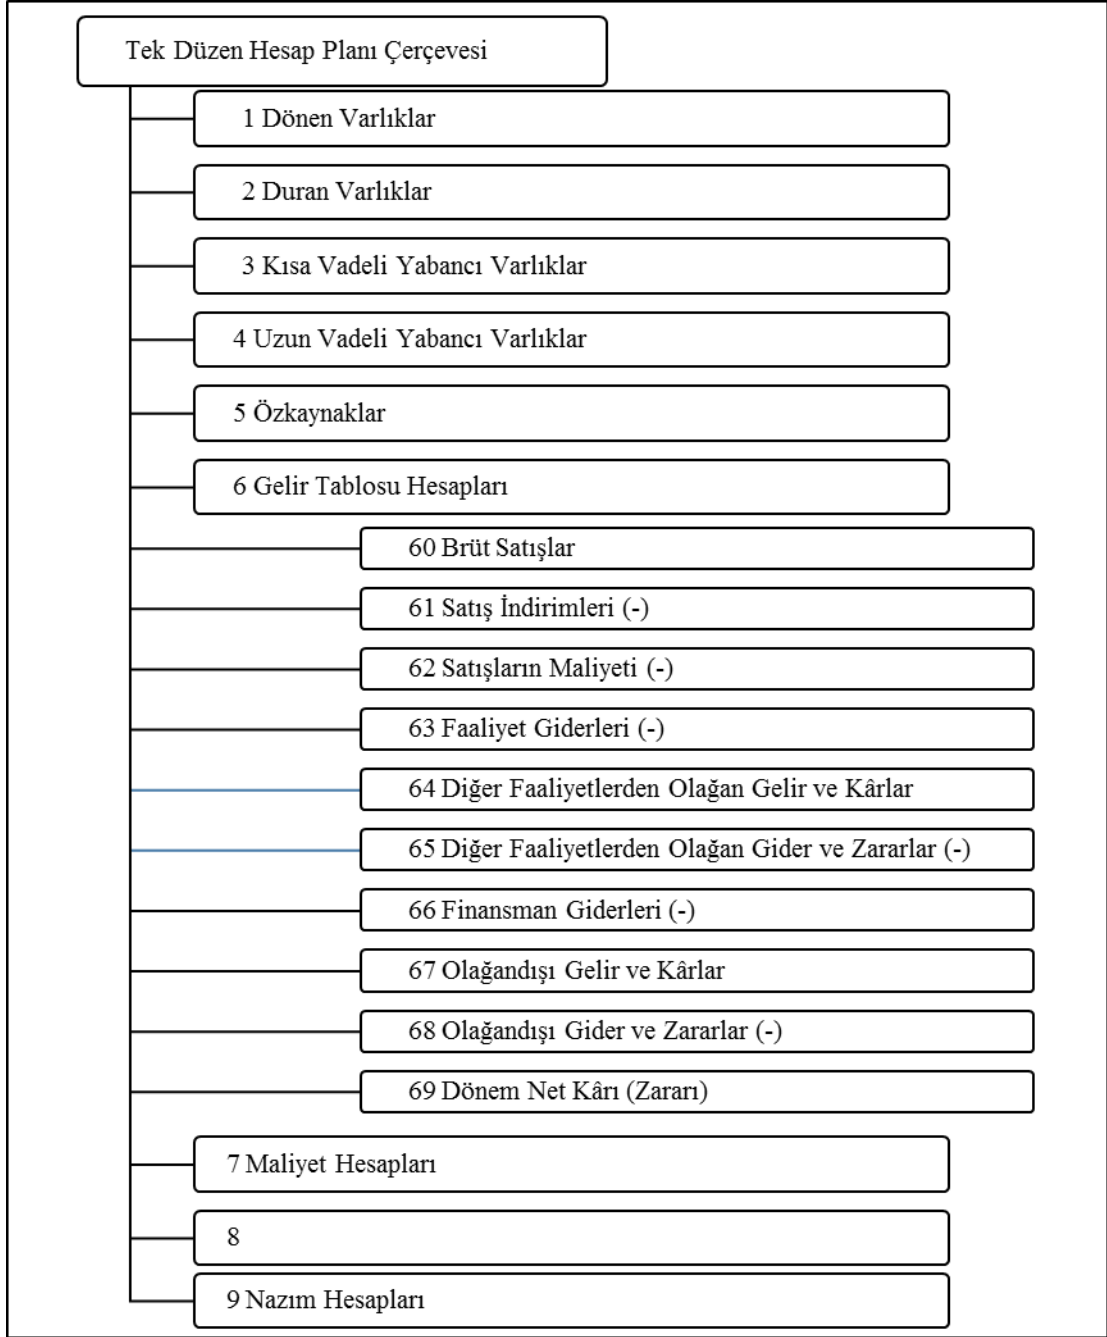 Tek Düzen Hesap Planı Çerçevesi
1 Dönen Varlıklar
2 Duran Varlıklar
3 Kısa Vadeli Yabancı Varlıklar
4 Uzun Vadeli Yabancı Varlıklar
5 Özkaynaklar
6 Gelir Tablosu Hesapları
60 Brüt Satışlar
61 Satış İndirimleri (-)
62 Satışların Maliyeti (-)
63 Faaliyet Giderleri (-)
64 Diğer Faaliyetlerden Olağan Gelir ve Kârlar
65 Diğer Faaliyetlerden Olağan Gider ve Zararlar (-)
66 Finansman Giderleri (-)
67 Olağandışı Gelir ve Kârlar
68 Olağandışı Gider ve Zararlar (-)
69 Dönem Net Kârı (Zararı)
7 Maliyet Hesapları
8
9 Nazım Hesapları